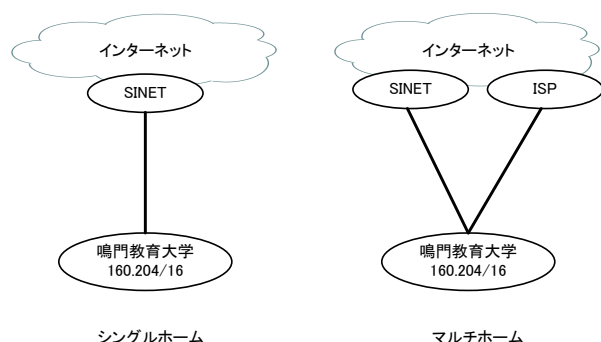 インターネット
SINET
鳴門教育大学
160.204/16
シングルホーム
インターネット
SINET
ISP
鳴門教育大学
160.204/16
マルチホーム